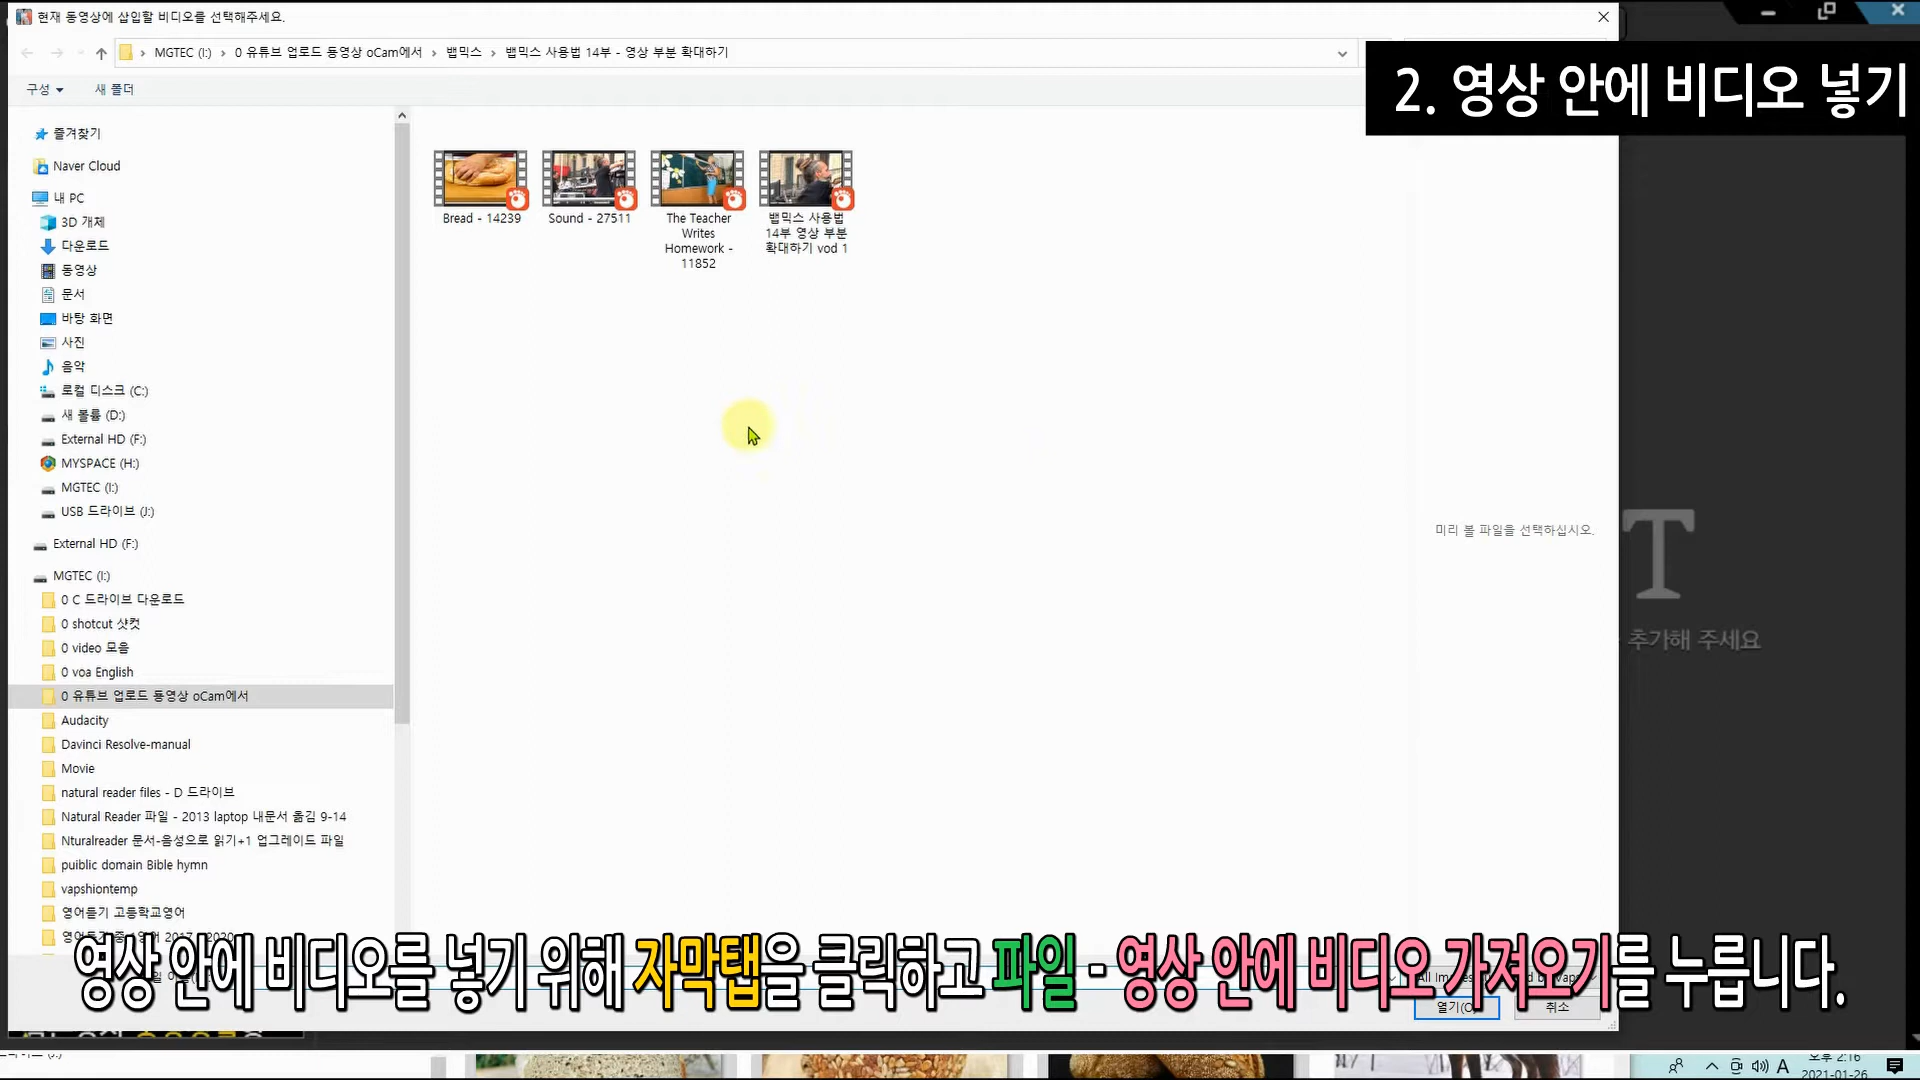 현재 동영상에 삽입할 비디오를 선택해주세요.
MGTEC (I:) › 0 유튜브 업로드 동영상 oCam에서 › 뱁믹스 › 뱁믹스 사용법 14부 - 영상 부분 확대하기
2. 영상 안에 비디오 넣기
구성 새 폴더
즐겨찾기
Naver Cloud
내 PC
3D 개체
다운로드
동영상
문서
바탕 화면
사진
음악
로컬 디스크 (C:)
새 볼륨 (D:)
External HD (F:)
MYSPACE (H:)
MGTEC (I:)
USB 드라이브 (J:)
External HD (F:)
MGTEC (I:)
0 C 드라이브 다운로드
0 shotcut 샷컷
0 video 모음
0 voa English
0 유튜브 업로드 동영상 oCam에서
Audacity
Davinci Resolve-manual
Movie
natural reader files - D 드라이브
Natural Reader 파일 - 2013 laptop 내문서 옮김 9-14
Nturalreader 문서-음성으로 읽기+1 업그레이드 파일
puiblic domain Bible hymn
vapshiontemp
영어듣기 고등학교영어
Bread - 14239
Sound - 27511
The Teacher
Writes
Homework -
11852
뱁믹스 사용법
14부 영상 부분
확대하기 vod 1
미리 볼 파일을 선택하십시오.
T
추가해 주세요
영상 안에 비디오를 넣기 위해 자막탭을 클릭하고 파일 - 영상 안에 비디오 가져오기를 누릅니다.
열기(O)
취소
A
오후 2:16
2021-01-26